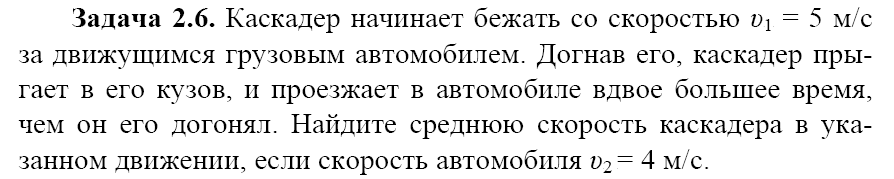 Задача 2.6. Каскадер начинает бежать со скоростью v₁ = 5 м/с
за движущимся грузовым автомобилем. Догнав его, каскадер пры-
гает в его кузов, и проезжает в автомобиле вдвое большее время,
чем он его догонял. Найдите среднюю скорость каскадера в ука-
занном движении, если скорость автомобиля v₂ = 4 м/с.